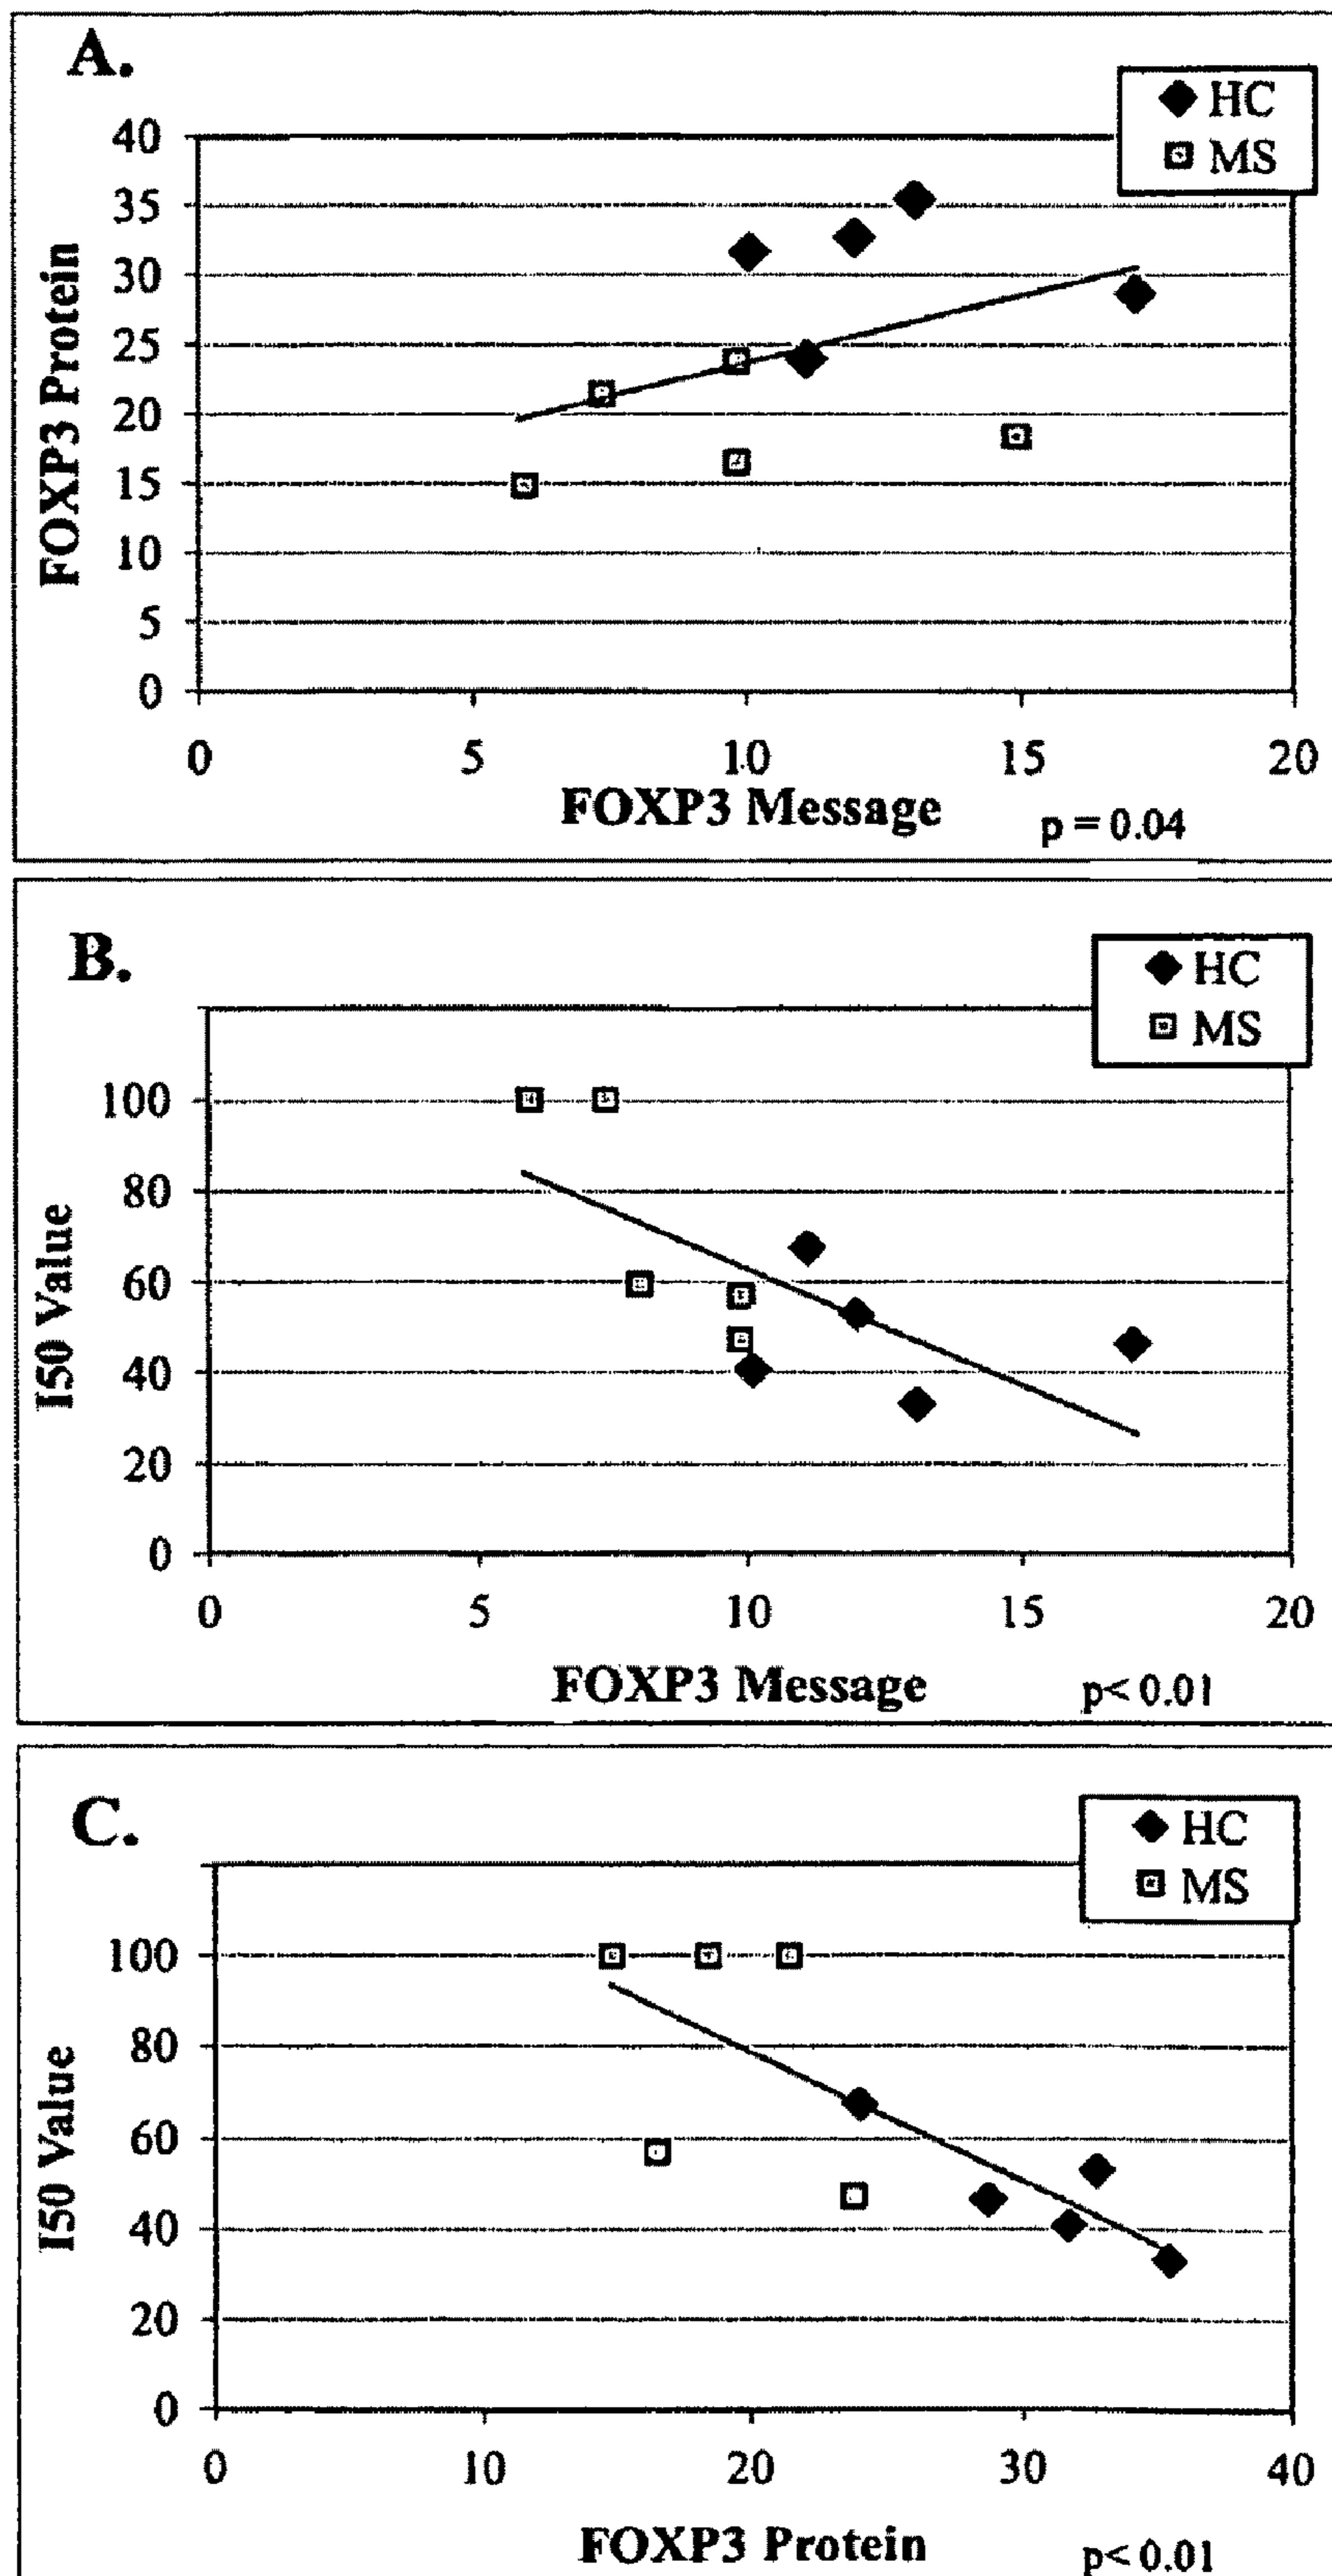 A.
HC
MS
40
35
30
25
20
15
10
5
0
FOXP3 Protein
0 5 10 15 20
FOXP3 Message p = 0.04
B.
HC
MS
100
80
60
40
20
0
I50 Value
0 5 10 15 20
FOXP3 Message p< 0.01
C.
HC
MS
100
80
60
40
20
0
I50 Value
0 10 20 30 40
FOXP3 Protein p< 0.01